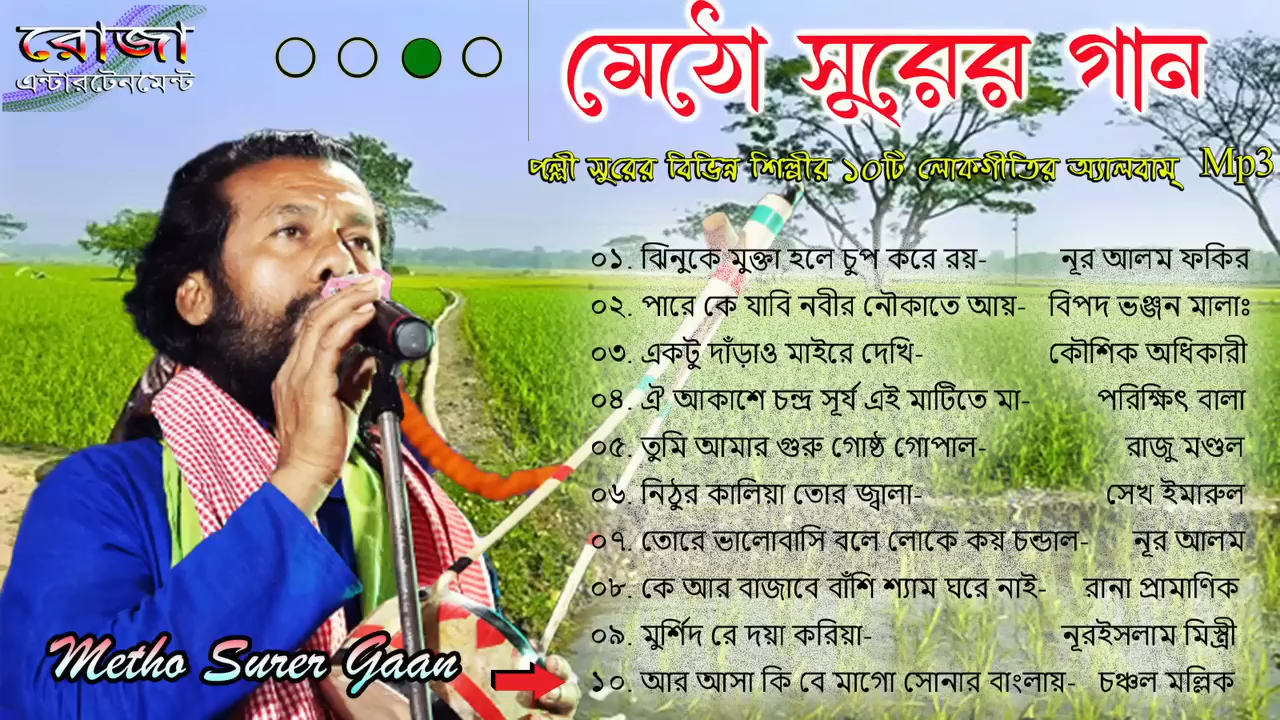 রোজা
এন্টারটেনমেন্ট
মেঠো সুরের গান
পল্লী সুরের বিভিন্ন শিল্পীর ১০টি লোকগীতির অ্যালবাম্ Mp3
০১. ঝিনুকে মুক্তা হলে চুপ করে রয়- নূর আলম ফকির
০২. পারে কে যাবি নবীর নৌকাতে আয়- বিপদ ভঞ্জন মালাঃ
০৩. একটু দাঁড়াও মাইরে দেখি- কৌশিক অধিকারী
০৪. ঐ আকাশে চন্দ্র সূর্য এই মাটিতে মা- পরিক্ষিৎ বালা
০৫. তুমি আমার গুরু গোষ্ঠ গোপাল- রাজু মণ্ডল
০৬. নিঠুর কালিয়া তোর জ্বালা- সেখ ইমারুল
০৭. তোরে ভালোবাসি বলে লোকে কয় চন্ডাল- নূর আলম
০৮. কে আর বাজাবে বাঁশি শ্যাম ঘরে নাই- রানা প্রামাণিক
০৯. মুর্শিদ রে দয়া করিয়া- নূরইসলাম মিস্ত্রী
১০. আর আসা কি বে মাগো সোনার বাংলায়- চঞ্চল মল্লিক
Metho Surer Gaan